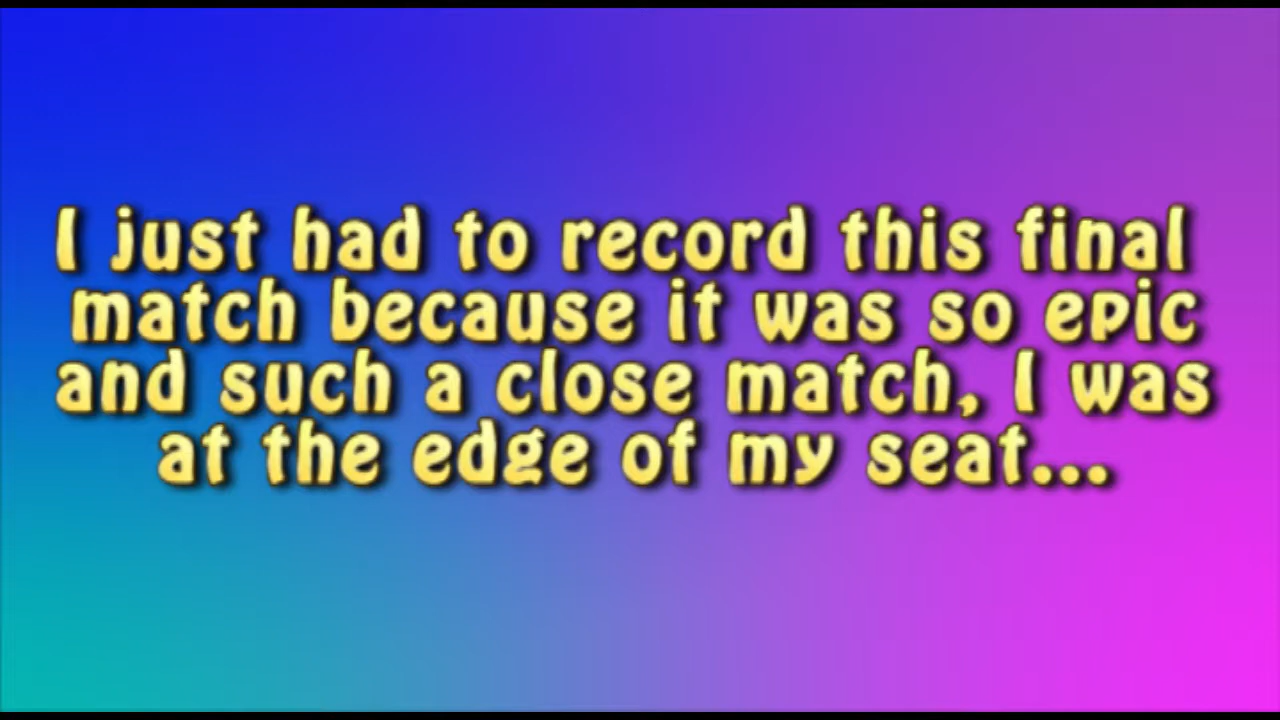 I just had to record this final
match because it was so epic
and such a close match, I was
at the edge of my seat...